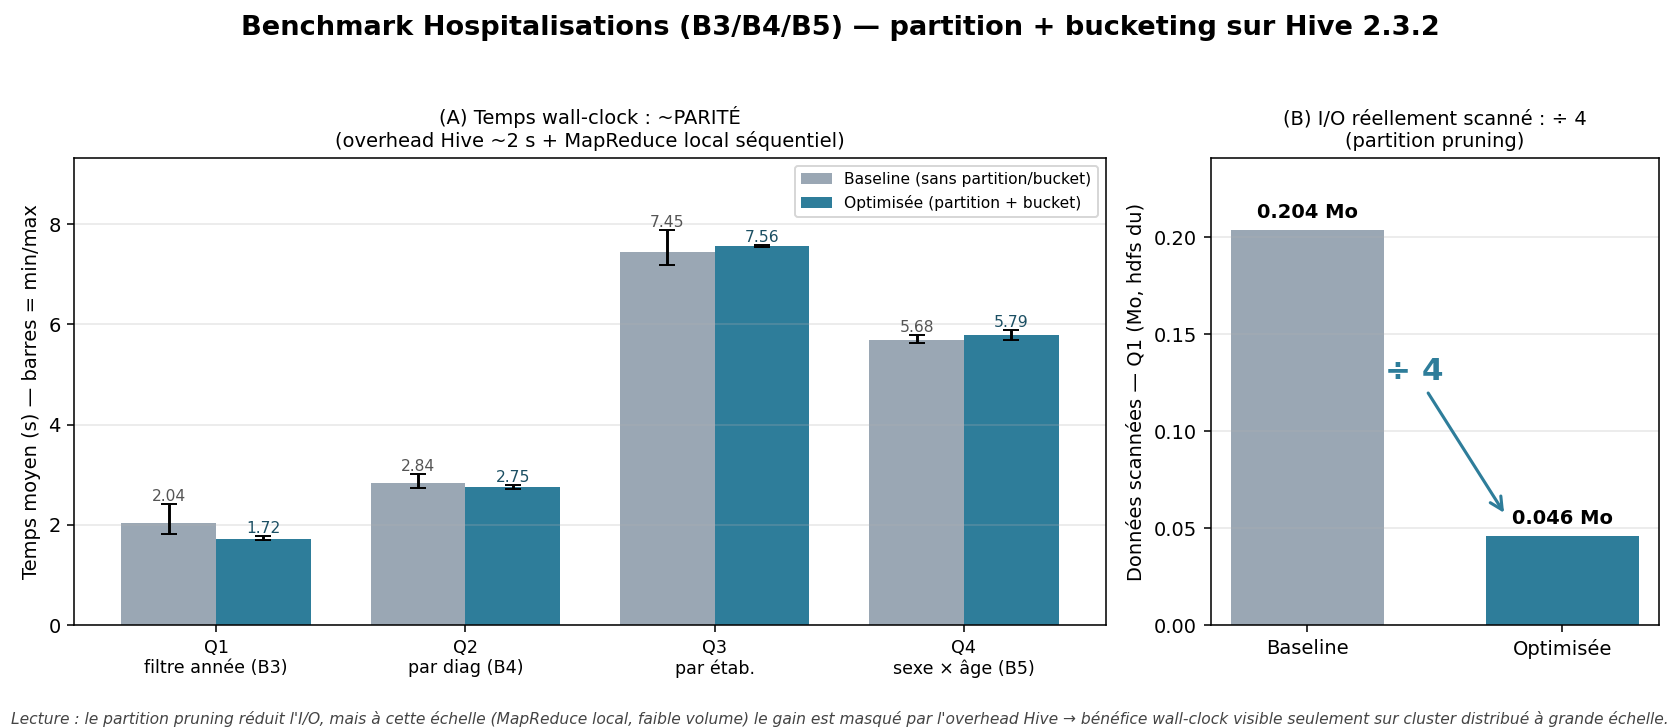 Benchmark Hospitalisations (B3/B4/B5) — partition + bucketing sur Hive 2.3.2
(A) Temps wall-clock : ~PARITÉ
(overhead Hive ~2 s + MapReduce local séquentiel)
Temps moyen (s) — barres = min/max
8
6
4
2
0
Baseline (sans partition/bucket)
Optimisée (partition + bucket)
2.04
1.72
2.84
2.75
7.45
7.56
5.68
5.79
Q1
filtre année (B3)
Q2
par diag (B4)
Q3
par étab.
Q4
sexe × âge (B5)
(B) I/O réellement scanné : ÷ 4
(partition pruning)
Données scannées — Q1 (Mo, hdfs du)
0.20
0.15
0.10
0.05
0.00
0.204 Mo
÷ 4
0.046 Mo
Baseline
Optimisée
Lecture : le partition pruning réduit l'I/O, mais à cette échelle (MapReduce local, faible volume) le gain est masqué par l'overhead Hive → bénéfice wall-clock visible seulement sur cluster distribué à grande échelle.